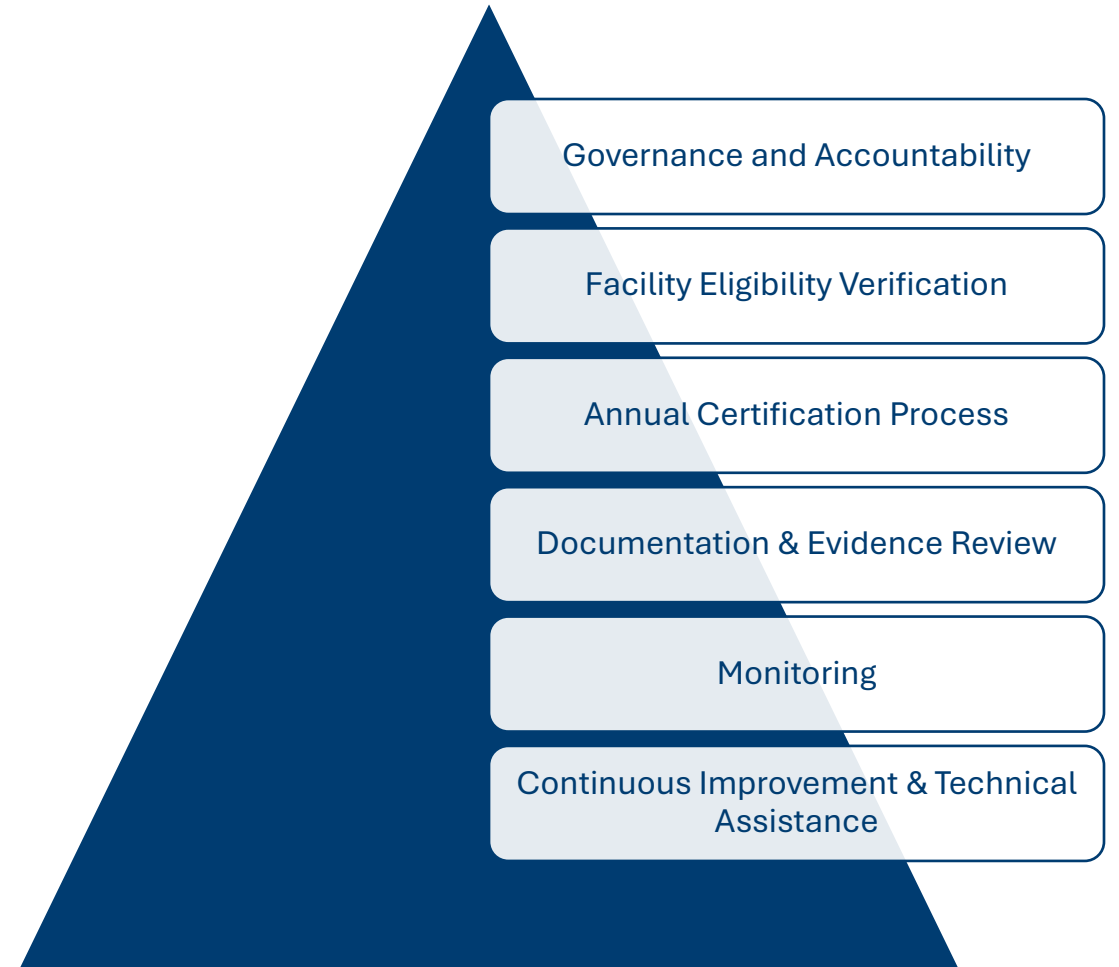 Governance and Accountability
Facility Eligibility Verification
Annual Certification Process
Documentation & Evidence Review
Monitoring
Continuous Improvement & Technical
Assistance